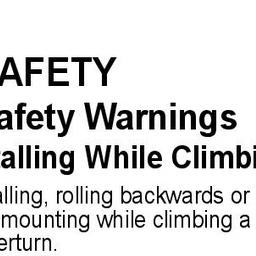 AFETY
afety Warnings
alling While Climbi
alling, rolling backwards or
mounting while climbing a
erturn.